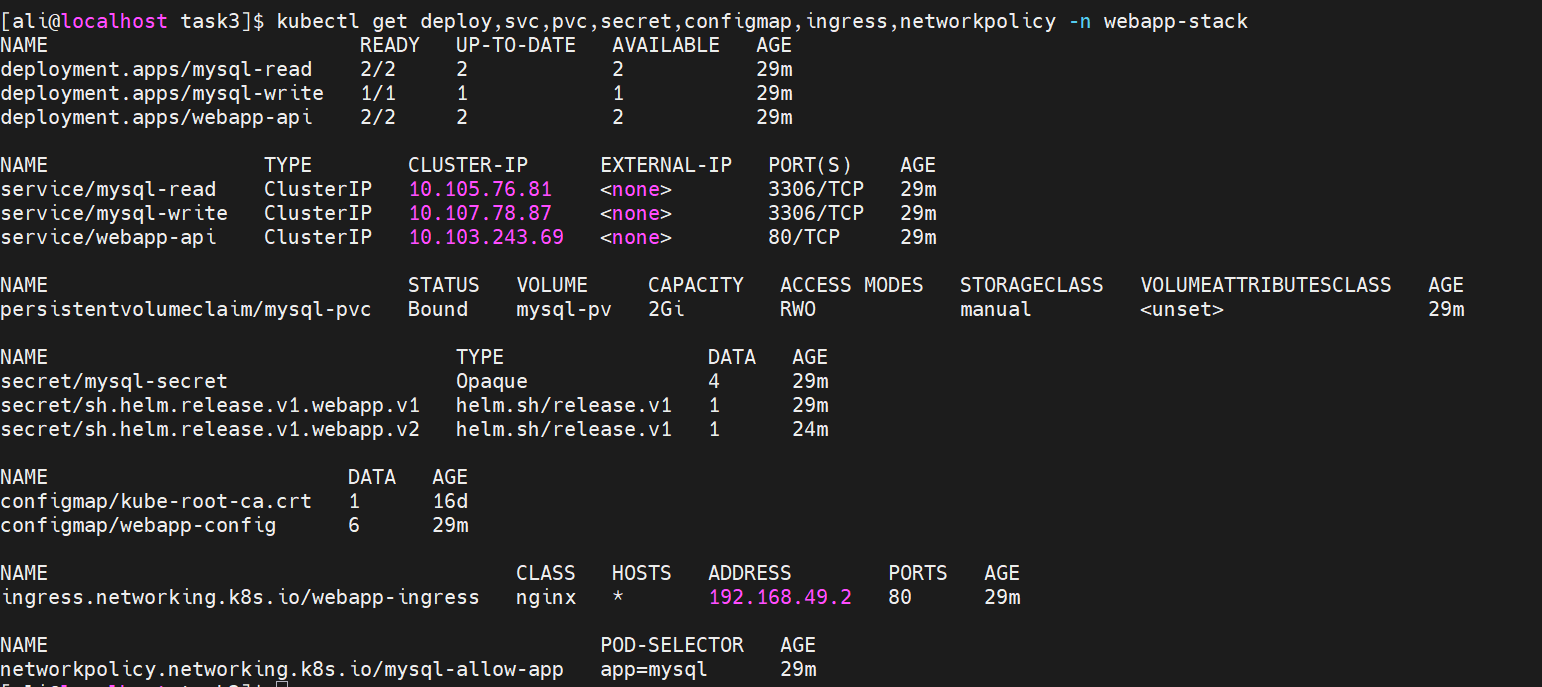 [ali@localhost task3]$ kubectl get deploy,svc,pvc,secret,configmap,ingress,networkpolicy -n webapp-stack
NAME READY UP-TO-DATE AVAILABLE AGE
deployment.apps/mysql-read 2/2 2 2 29m
deployment.apps/mysql-write 1/1 1 1 29m
deployment.apps/webapp-api 2/2 2 2 29m
NAME TYPE CLUSTER-IP EXTERNAL-IP PORT(S) AGE
service/mysql-read ClusterIP 10.105.76.81 <none> 3306/TCP 29m
service/mysql-write ClusterIP 10.107.78.87 <none> 3306/TCP 29m
service/webapp-api ClusterIP 10.103.243.69 <none> 80/TCP 29m
NAME STATUS VOLUME CAPACITY ACCESS MODES STORAGECLASS VOLUMEATTRIBUTESCLASS AGE
persistentvolumeclaim/mysql-pvc Bound mysql-pv 2Gi RWO manual <unset> 29m
NAME TYPE DATA AGE
secret/mysql-secret Opaque 4 29m
secret/sh.helm.release.v1.webapp.v1 helm.sh/release.v1 1 29m
secret/sh.helm.release.v1.webapp.v2 helm.sh/release.v1 1 24m
NAME DATA AGE
configmap/kube-root-ca.crt 1 16d
configmap/webapp-config 6 29m
NAME CLASS HOSTS ADDRESS PORTS AGE
ingress.networking.k8s.io/webapp-ingress nginx * 192.168.49.2 80 29m
NAME POD-SELECTOR AGE
networkpolicy.networking.k8s.io/mysql-allow-app app=mysql 29m